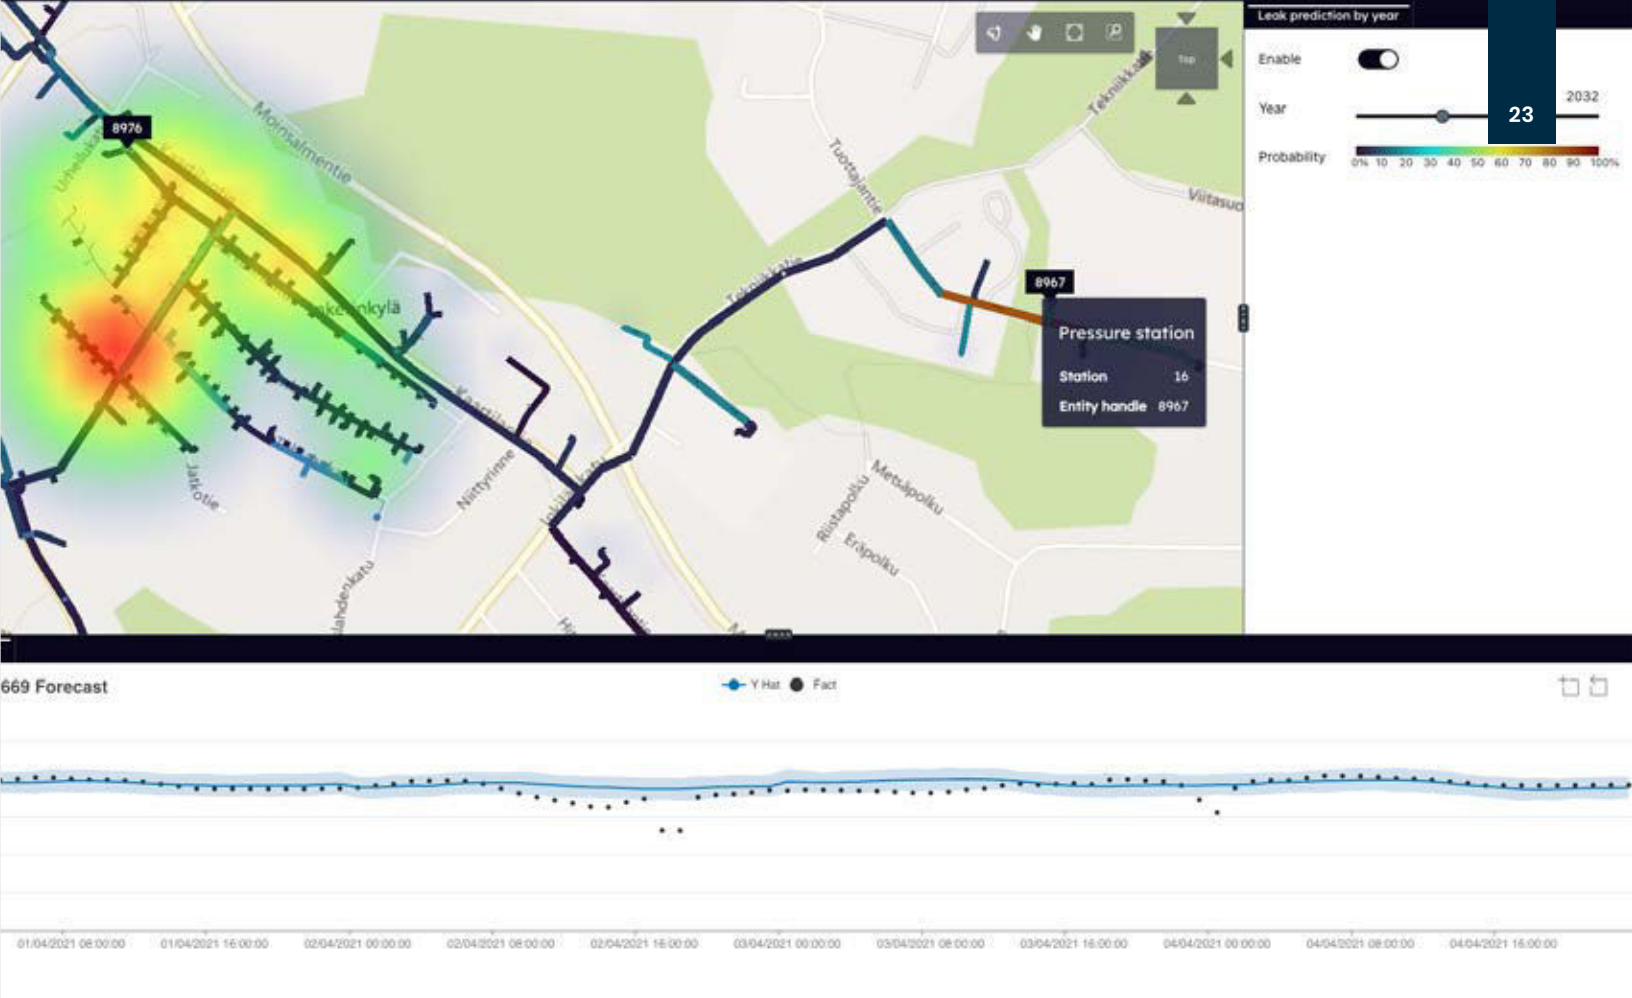 Leak prediction by year
Enable
Year
2032
23
Probability
0% 10 20 30 40 50 60 70 80 90 100%
Top
8976
Moinsalmentie
Tuottajantie
Tekniikkatie
Viitasuo
8967
Pressure station
Station 16
Entity handle 8967
Jatkotie
Niittyrinne
Metsäpolku
Riistapolku
Eräpolku
lahdenkatu
669 Forecast
Y Hat
Fact
01/04/2021 08:00:00
01/04/2021 16:00:00
02/04/2021 00:00:00
02/04/2021 08:00:00
02/04/2021 16:00:00
03/04/2021 00:00:00
03/04/2021 08:00:00
03/04/2021 16:00:00
04/04/2021 00:00:00
04/04/2021 08:00:00
04/04/2021 16:00:00